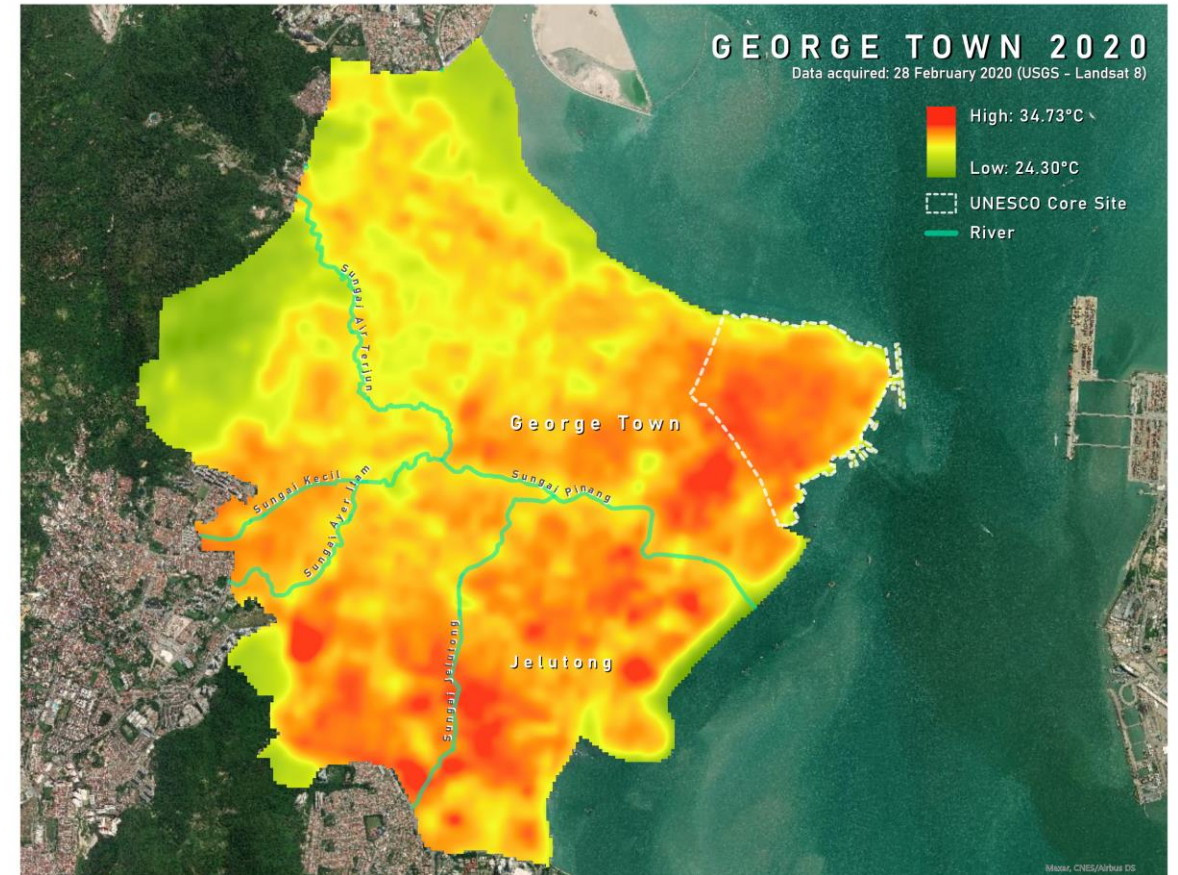 GEORGE TOWN 2020
Data acquired: 28 February 2020 (USGS - Landsat 8)
High: 34.73°C
Low: 24.30°C
UNESCO Core Site
River
Sungai Air Terjun
George Town
Sungai Kecil
Sungai Ayer Itam
Sungai Pinang
Sungai Jelutong
Jelutong
Maxar, CNES/Airbus DS